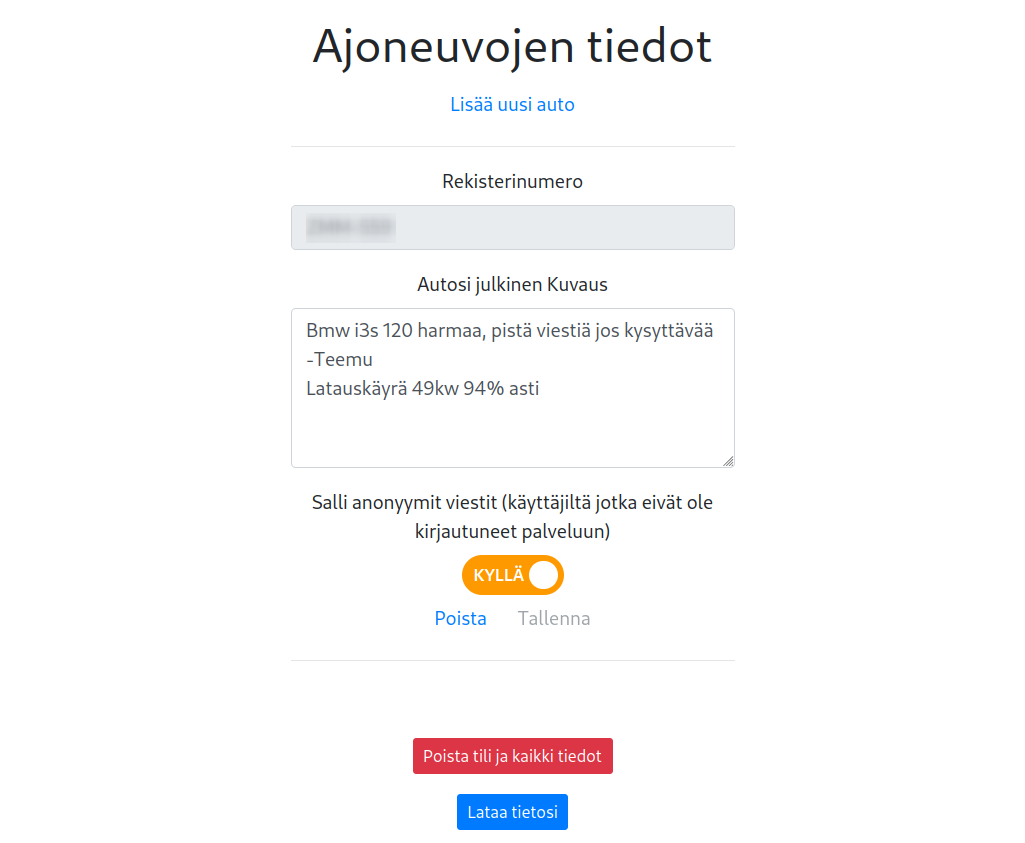 Ajoneuvojen tiedot
Lisää uusi auto
Rekisterinumero
Autosi julkinen Kuvaus
Bmw i3s 120 harmaa, pistä viestiä jos kysyttävää
-Teemu
Latauskäyrä 49kw 94% asti
Salli anonyymit viestit (käyttäjiltä jotka eivät ole
kirjautuneet palveluun)
KYLLÄ
Poista Tallenna
Poista tili ja kaikki tiedot
Lataa tietosi